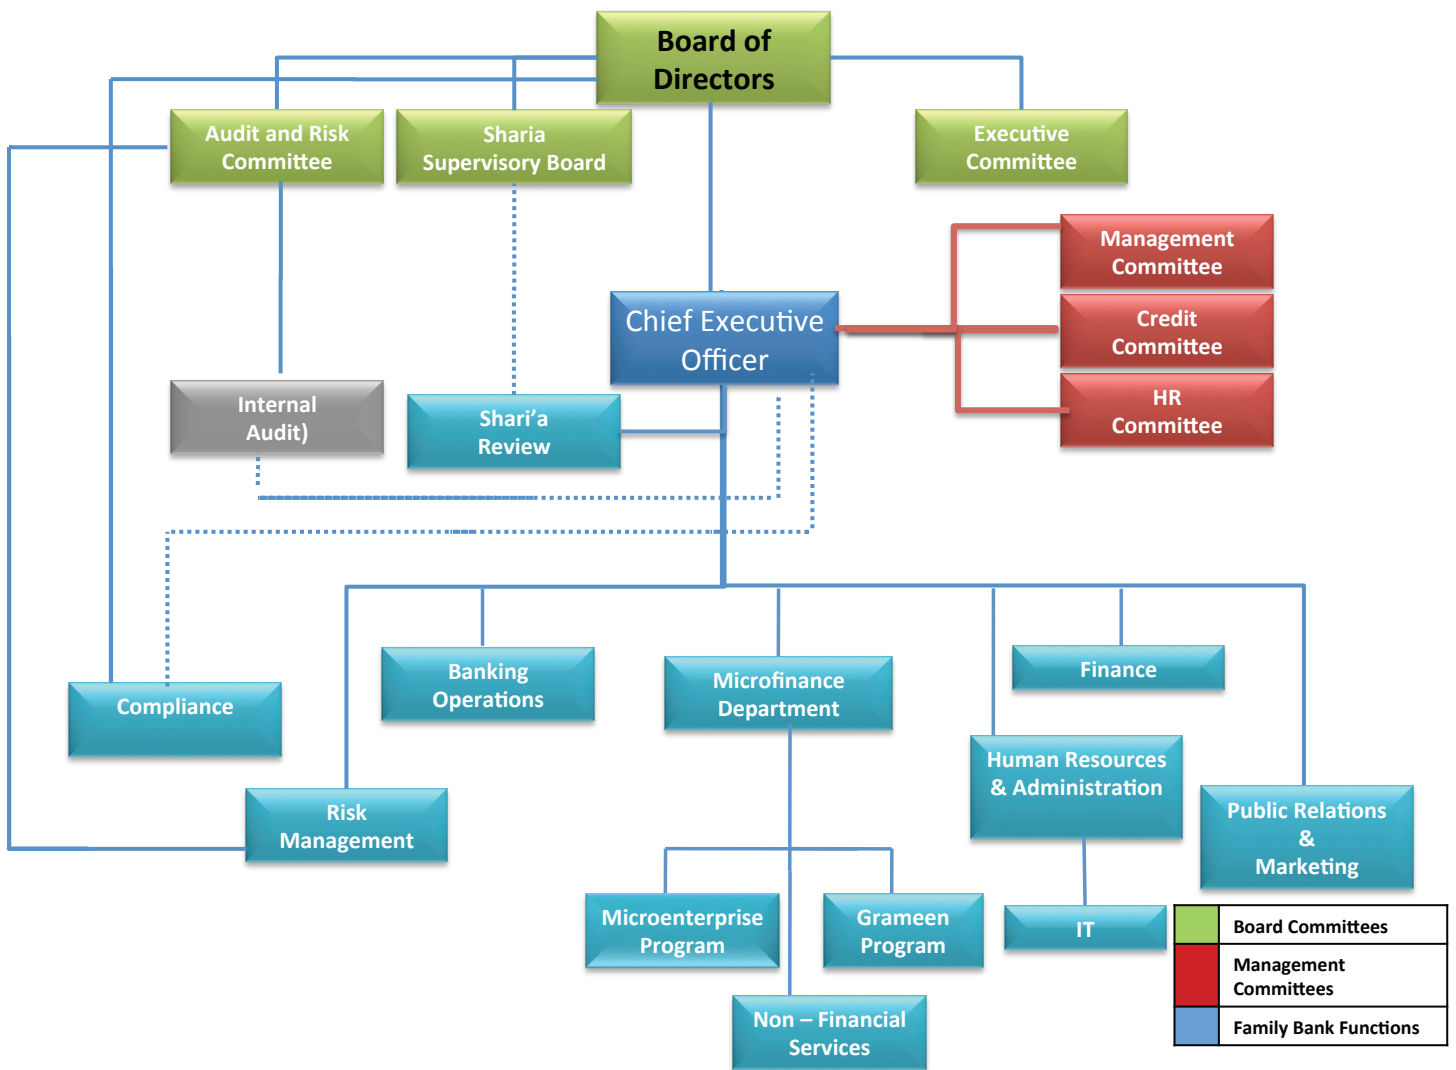 Board of
Directors
Audit and Risk
Committee
Sharia
Supervisory Board
Executive
Committee
Management
Committee
Credit
Committee
HR
Committee
Chief Executive
Officer
Internal
Audit)
Shari’a
Review
Banking
Operations
Microfinance
Department
Finance
Compliance
Human Resources
& Administration
Risk
Management
Public Relations
&
Marketing
Microenterprise
Program
Grameen
Program
IT
Non – Financial
Services
Board Committees
Management
Committees
Family Bank Functions